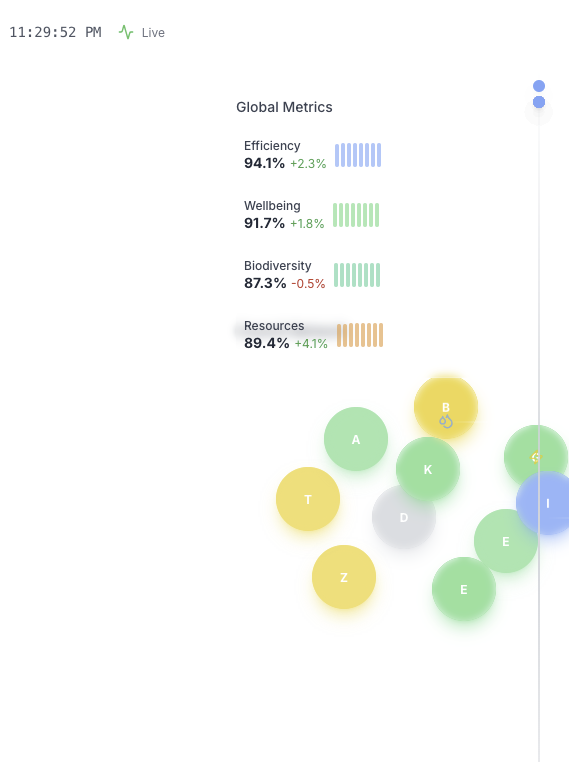 11:29:52 PM Live
Global Metrics
Efficiency
94.1% +2.3%
Wellbeing
91.7% +1.8%
Biodiversity
87.3% -0.5%
Resources
89.4% +4.1%
B
A
K
T
I
D
E
Z
E